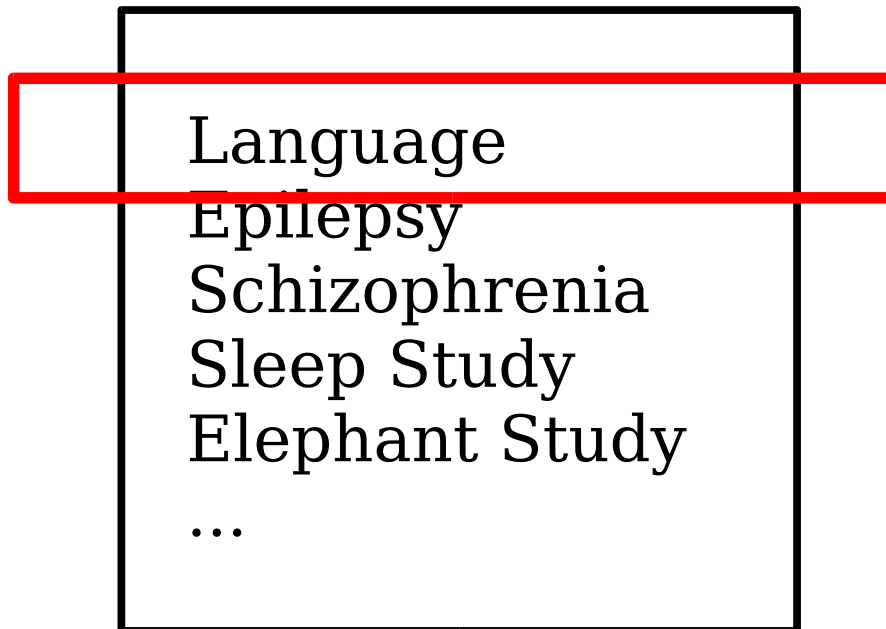 Language
Epilepsy
Schizophrenia
Sleep Study
Elephant Study
...